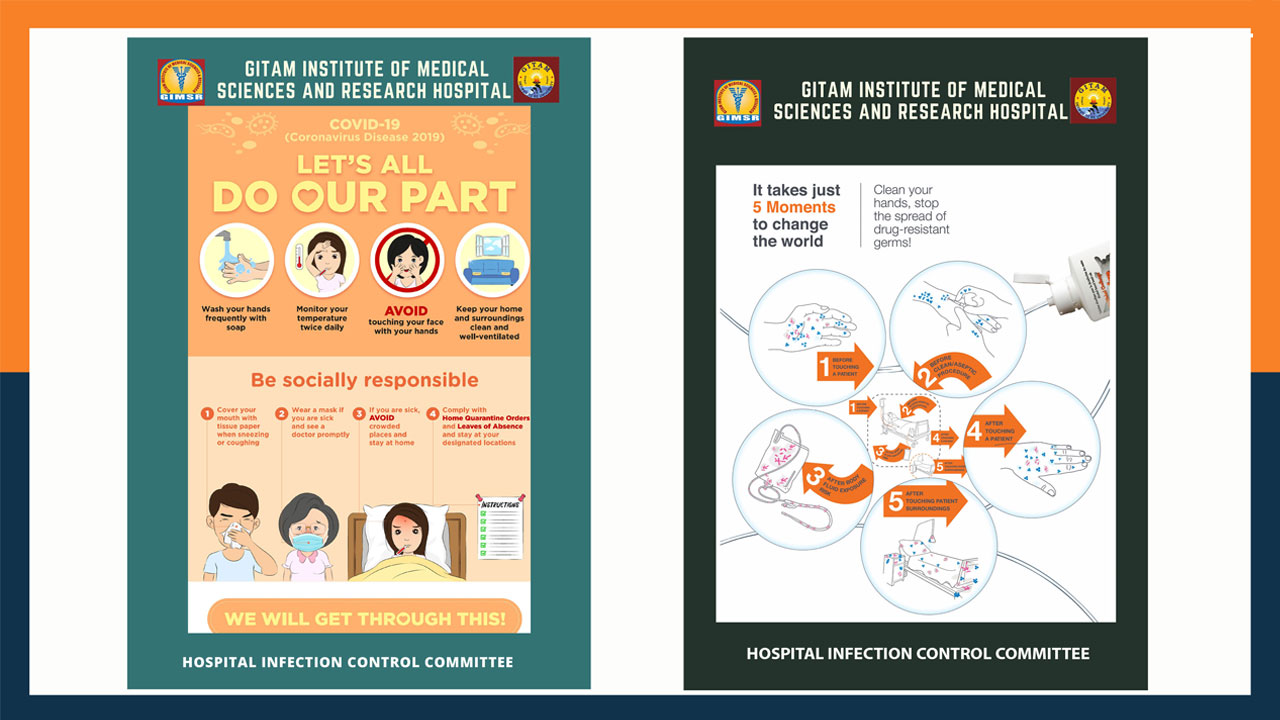 GITAM INSTITUTE OF MEDICAL
SCIENCES AND RESEARCH HOSPITAL
GIMSR
GITAM
COVID-19
(Coronavirus Disease 2019)
LET'S ALL
DO OUR PART
Wash your hands
frequently with
soap
Monitor your
temperature
twice daily
AVOID
touching your face
with your hands
Keep your home
and surroundings
clean and
well-ventilated
Be socially responsible
1 Cover your
mouth with
tissue paper
when sneezing
or coughing
2 Wear a mask if
you are sick
and see a
doctor promptly
3 If you are sick,
AVOID
crowded
places and
stay at home
4 Comply with
Home Quarantine Orders
and Leaves of Absence
and stay at your
designated locations
INSTRUCTIONS
WE WILL GET THROUGH THIS!
HOSPITAL INFECTION CONTROL COMMITTEE
GITAM INSTITUTE OF MEDICAL
SCIENCES AND RESEARCH HOSPITAL
GIMSR
GITAM
It takes just
5 Moments
to change
the world
Clean your
hands, stop
the spread of
drug-resistant
germs!
1 BEFORE
TOUCHING
A PATIENT
2 BEFORE
CLEAN/ASEPTIC
PROCEDURE
3 AFTER BODY
FLUID EXPOSURE
RISK
4 AFTER
TOUCHING
A PATIENT
5 AFTER
TOUCHING PATIENT
SURROUNDINGS
1
2
3
4
5
HOSPITAL INFECTION CONTROL COMMITTEE